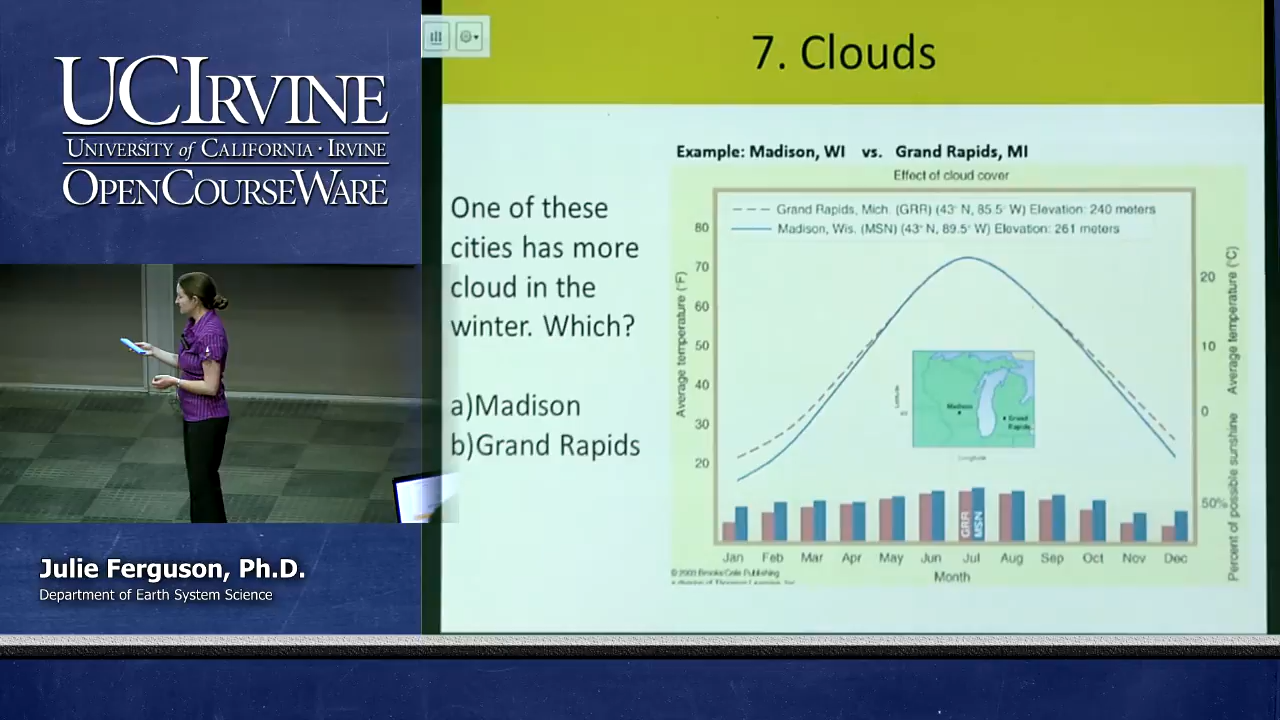 UCIRVINE
UNIVERSITY of CALIFORNIA · IRVINE
OPENCOURSEWARE
Julie Ferguson, Ph.D.
Department of Earth System Science
7. Clouds
One of these
cities has more
cloud in the
winter. Which?
a)Madison
b)Grand Rapids
Example: Madison, WI vs. Grand Rapids, MI
Effect of cloud cover
Grand Rapids, Mich. (GRR) (43° N, 85.5° W) Elevation: 240 meters
Madison, Wis. (MSN) (43° N, 89.5° W) Elevation: 261 meters
Average temperature (°F)
80
70
60
50
40
30
20
Madison
Grand
Rapids
Longitude
Average temperature (°C)
20
10
0
50%
Percent of possible sunshine
GRR
MSN
Jan Feb Mar Apr May Jun Jul Aug Sep Oct Nov Dec
Month